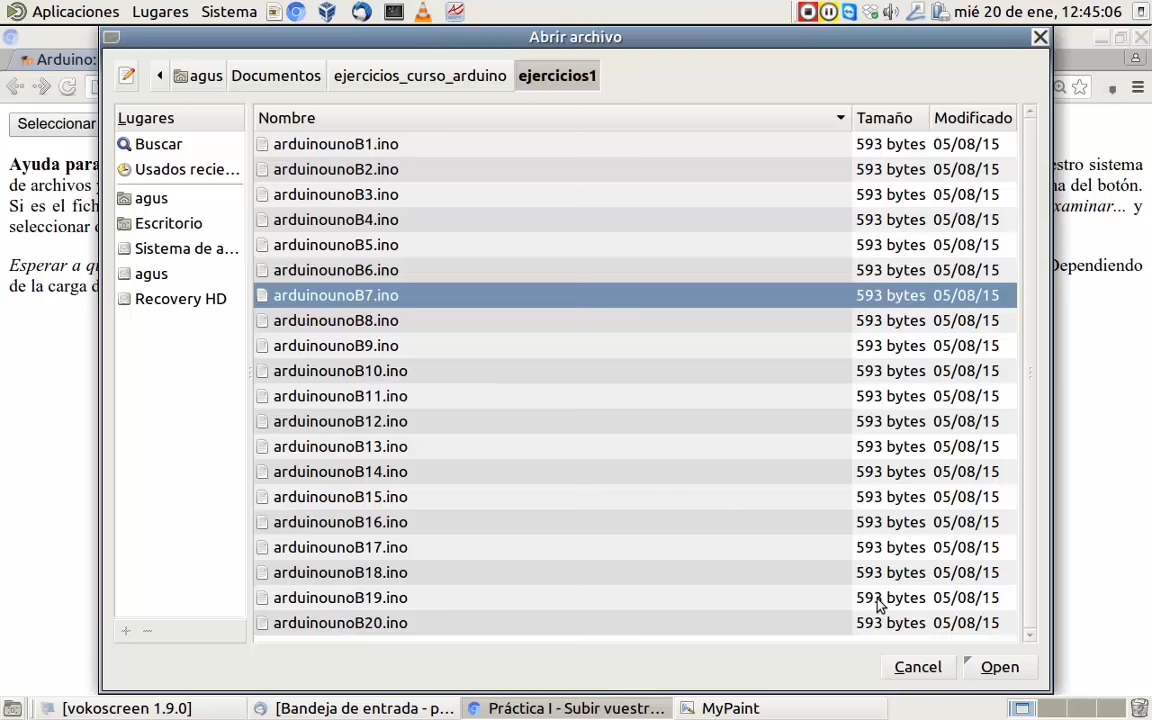 Aplicaciones Lugares Sistema mié 20 de ene, 12:45:06
Abrir archivo
Arduino:
agus Documentos ejercicios_curso_arduino ejercicios1
Seleccionar
Lugares
Buscar
Usados recie...
agus
Escritorio
Sistema de a...
agus
Recovery HD
Nombre Tamaño Modificado
arduinounoB1.ino 593 bytes 05/08/15
arduinounoB2.ino 593 bytes 05/08/15
arduinounoB3.ino 593 bytes 05/08/15
arduinounoB4.ino 593 bytes 05/08/15
arduinounoB5.ino 593 bytes 05/08/15
arduinounoB6.ino 593 bytes 05/08/15
arduinounoB7.ino 593 bytes 05/08/15
arduinounoB8.ino 593 bytes 05/08/15
arduinounoB9.ino 593 bytes 05/08/15
arduinounoB10.ino 593 bytes 05/08/15
arduinounoB11.ino 593 bytes 05/08/15
arduinounoB12.ino 593 bytes 05/08/15
arduinounoB13.ino 593 bytes 05/08/15
arduinounoB14.ino 593 bytes 05/08/15
arduinounoB15.ino 593 bytes 05/08/15
arduinounoB16.ino 593 bytes 05/08/15
arduinounoB17.ino 593 bytes 05/08/15
arduinounoB18.ino 593 bytes 05/08/15
arduinounoB19.ino 593 bytes 05/08/15
arduinounoB20.ino 593 bytes 05/08/15
Cancel Open
Ayuda para stro sistema
de archivos a del botón.
Si es el fich xaminar... y
seleccionar
Esperar a Dependiendo
de la carga
[vokoscreen 1.9.0] [Bandeja de entrada - p... Práctica I - Subir vuestr... MyPaint